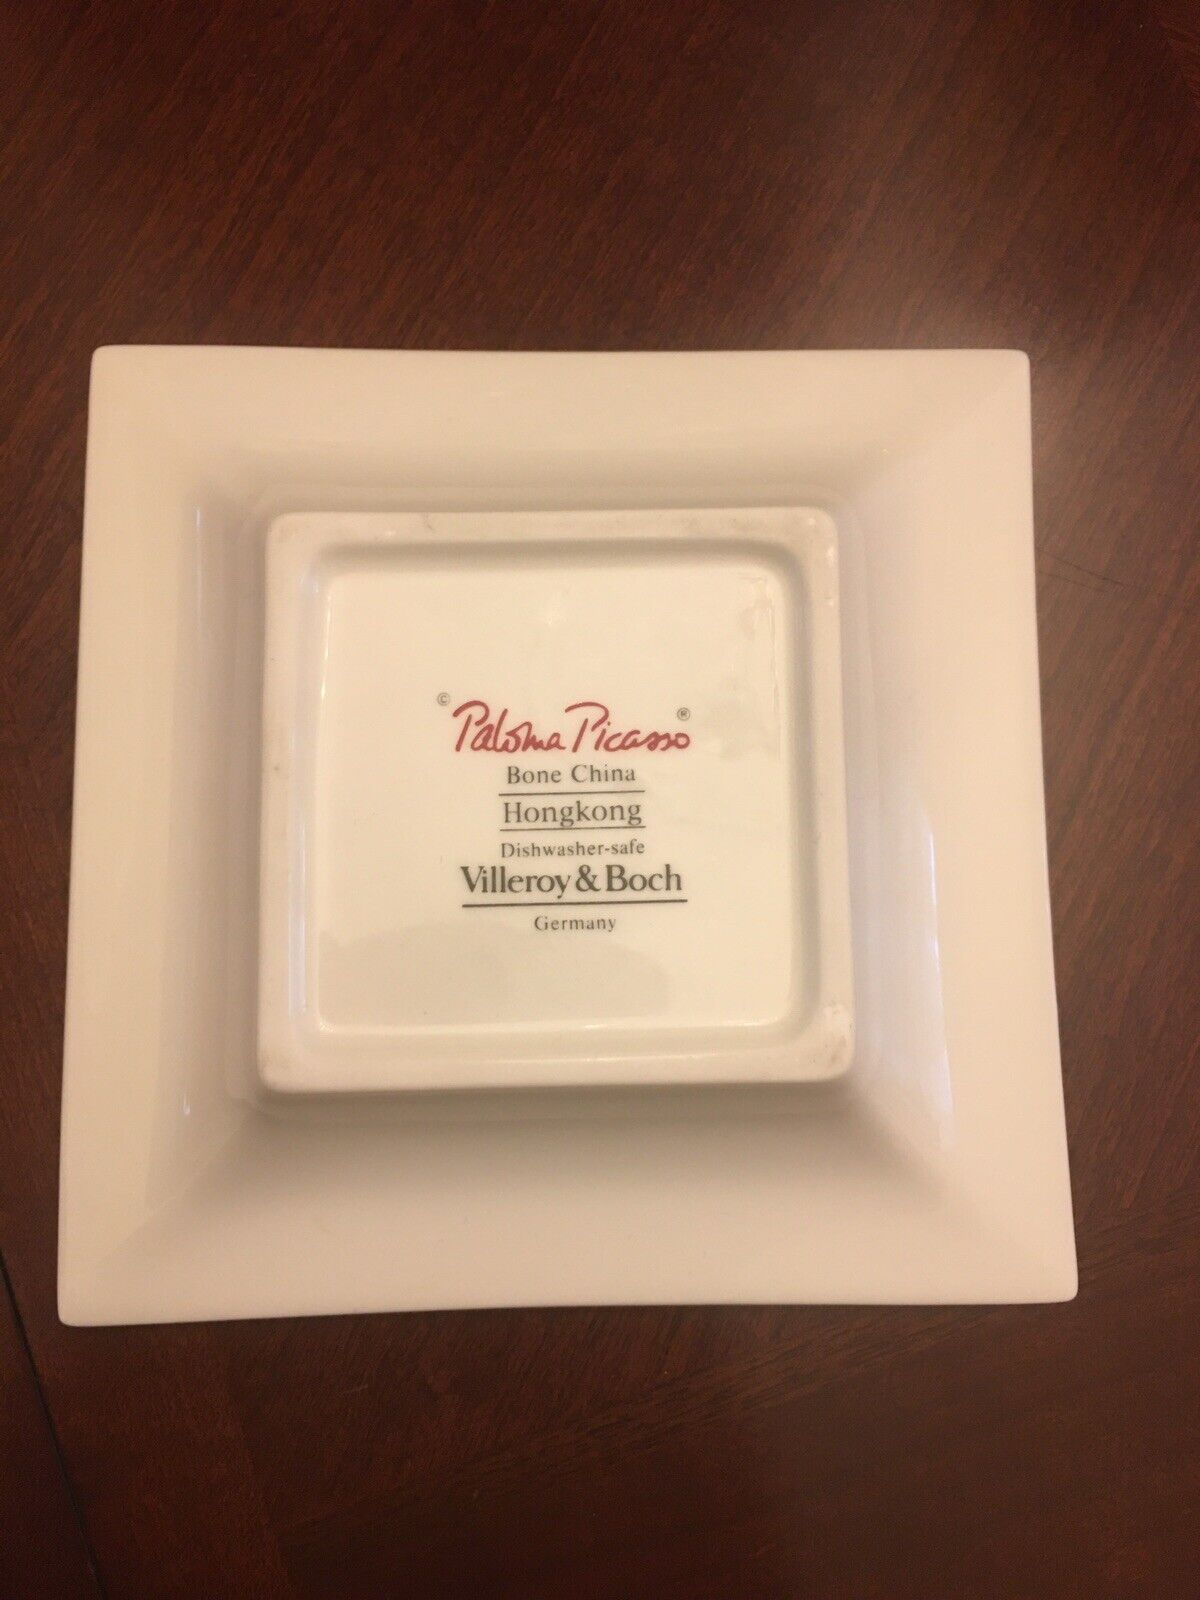 © Paloma Picasso ®
Bone China
Hongkong
Dishwasher-safe
Villeroy & Boch
Germany